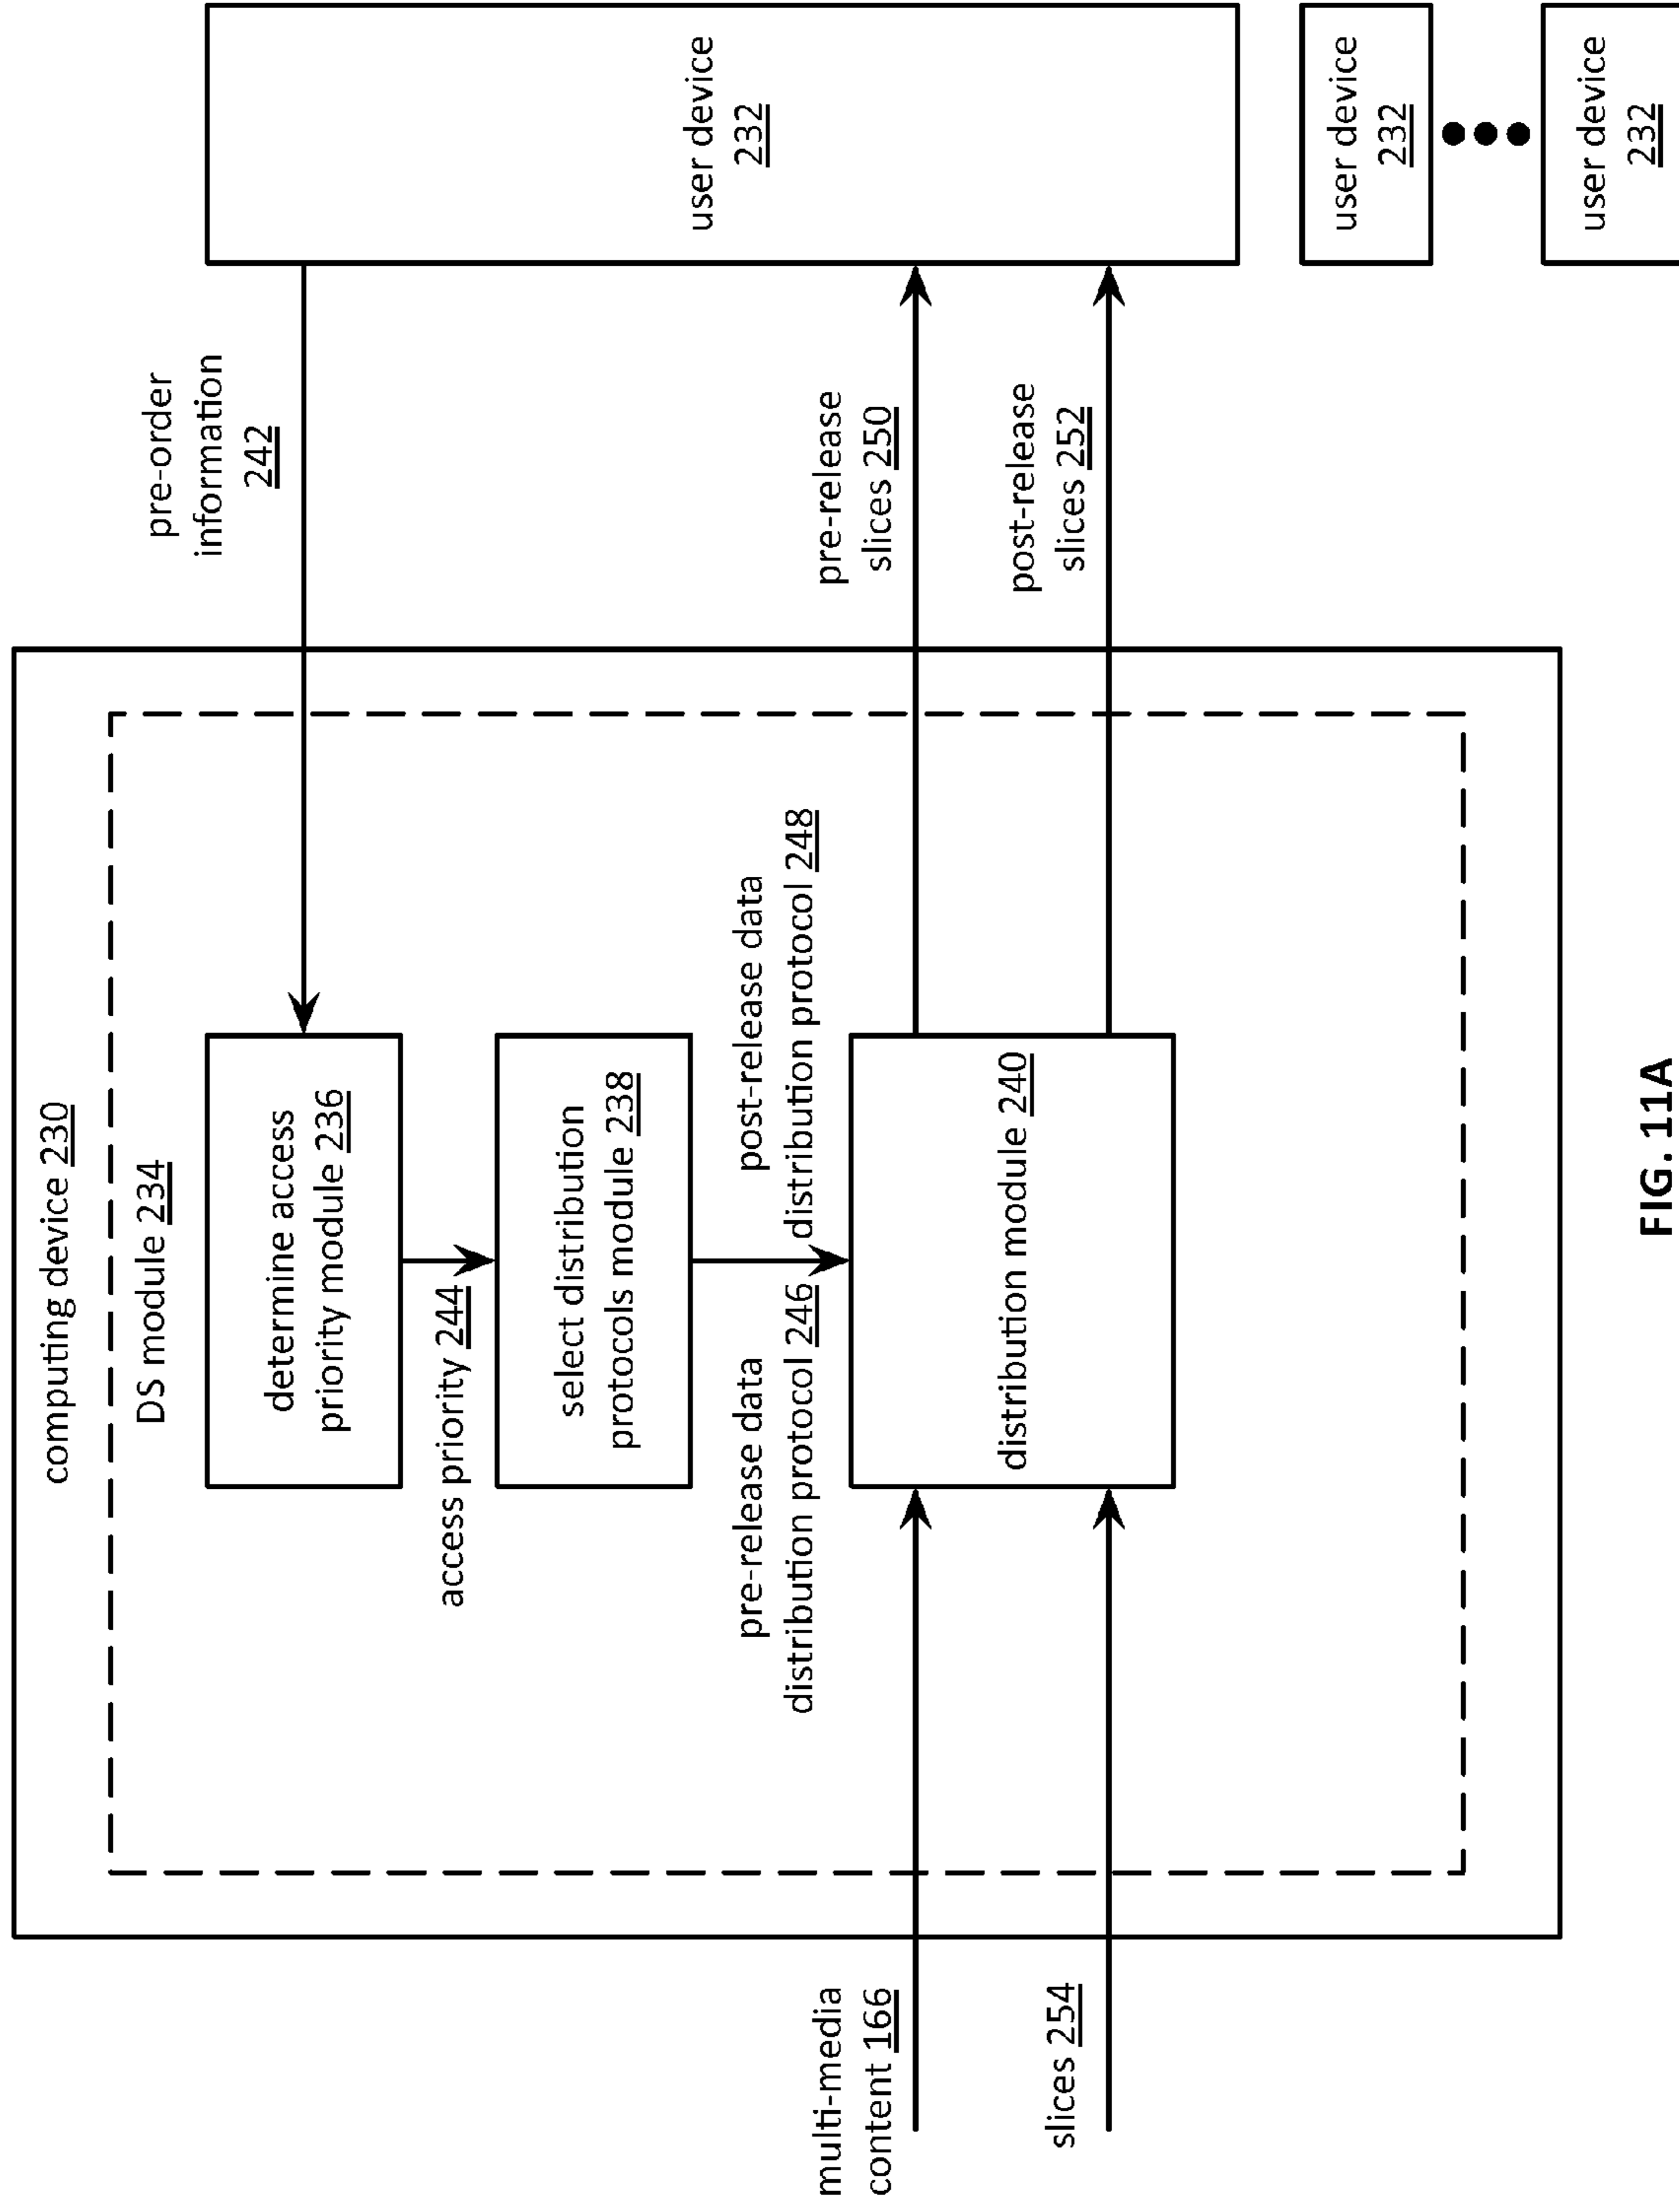 computing device 230
DS module 234
determine access
priority module 236
access priority 244
select distribution
protocols module 238
pre-release data
distribution protocol 246
post-release data
distribution protocol 248
distribution module 240
multi-media
content 166
slices 254
pre-order
information
242
pre-release
slices 250
post-release
slices 252
user device
232
user device
232
user device
232
FIG. 11A